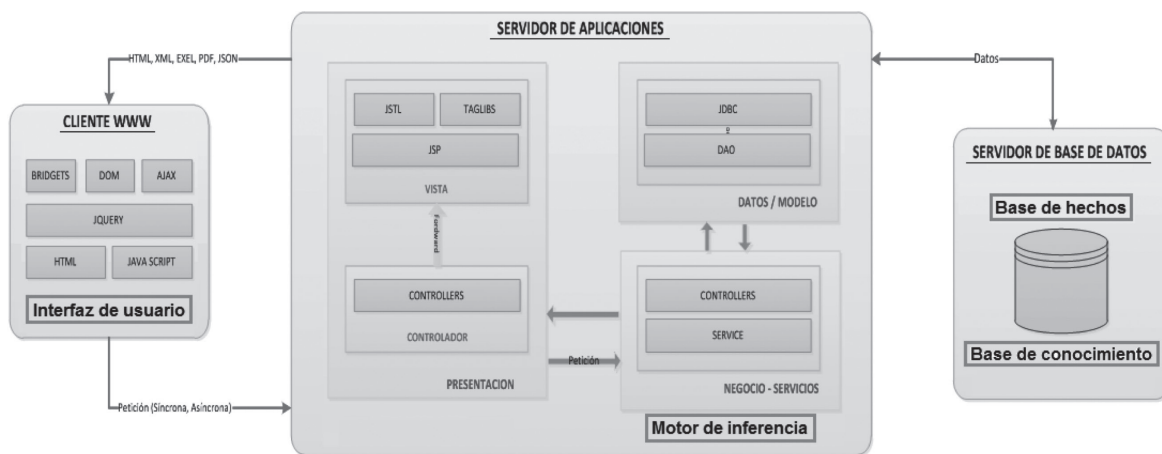 SERVIDOR DE APLICACIONES
HTML, XML, EXEL, PDF, JSON
Datos
CLIENTE WWW
BRIDGETS
DOM
AJAX
JQUERY
HTML
JAVA SCRIPT
Interfaz de usuario
JSTL
TAGLIBS
JSP
VISTA
Fordward
CONTROLLERS
CONTROLADOR
PRESENTACION
JDBC
DAO
DATOS / MODELO
CONTROLLERS
SERVICE
NEGOCIO - SERVICIOS
Motor de inferencia
Petición
Petición (Síncrona, Asíncrona)
SERVIDOR DE BASE DE DATOS
Base de hechos
Base de conocimiento